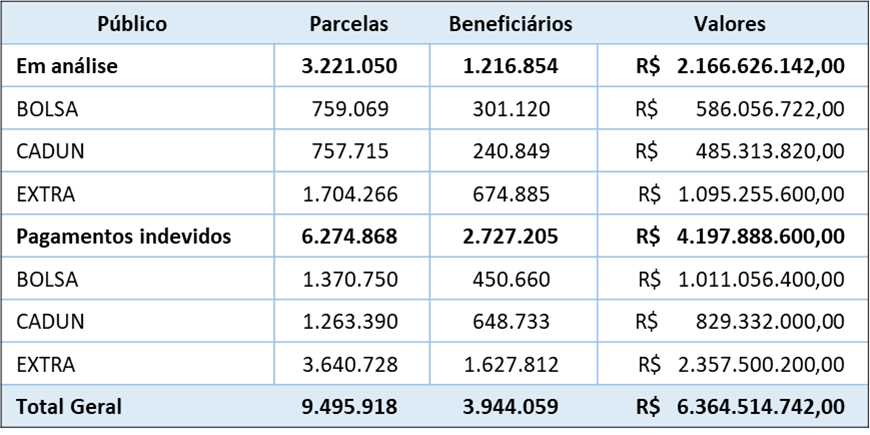 Público Parcelas Beneficiários Valores
Em análise 3.221.050 1.216.854 R$ 2.166.626.142,00
BOLSA 759.069 301.120 R$ 586.056.722,00
CADUN 757.715 240.849 R$ 485.313.820,00
EXTRA 1.704.266 674.885 R$ 1.095.255.600,00
Pagamentos indevidos 6.274.868 2.727.205 R$ 4.197.888.600,00
BOLSA 1.370.750 450.660 R$ 1.011.056.400,00
CADUN 1.263.390 648.733 R$ 829.332.000,00
EXTRA 3.640.728 1.627.812 R$ 2.357.500.200,00
Total Geral 9.495.918 3.944.059 R$ 6.364.514.742,00